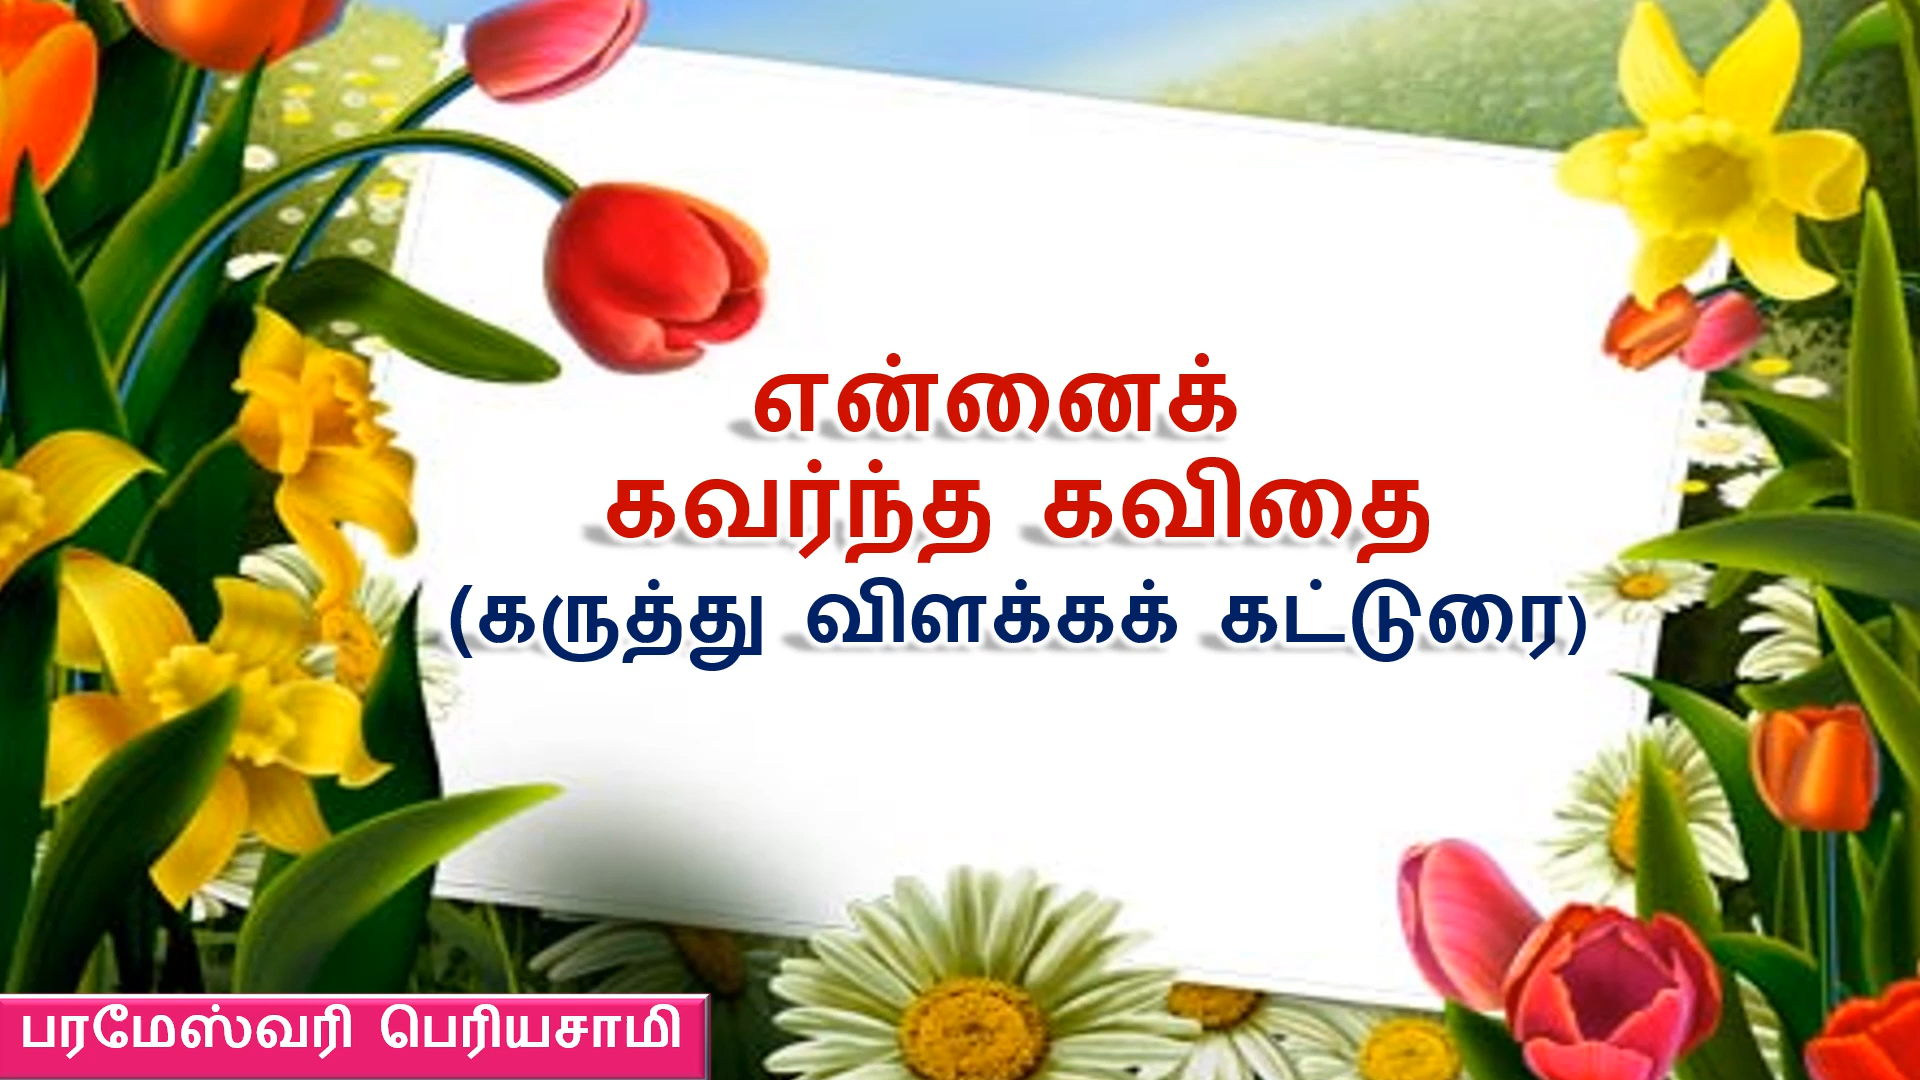 என்னைக்
கவர்ந்த கவிதை
(கருத்து விளக்கக் கட்டுரை)
பரமேஸ்வரி பெரியசாமி